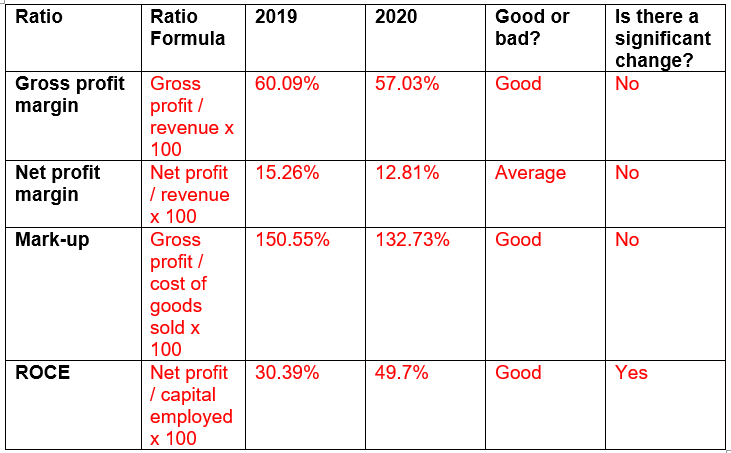 Ratio
Ratio Formula
2019
2020
Good or bad?
Is there a significant change?
Gross profit margin
Gross profit / revenue x 100
60.09%
57.03%
Good
No
Net profit margin
Net profit / revenue x 100
15.26%
12.81%
Average
No
Mark-up
Gross profit / cost of goods sold x 100
150.55%
132.73%
Good
No
ROCE
Net profit / capital employed x 100
30.39%
49.7%
Good
Yes